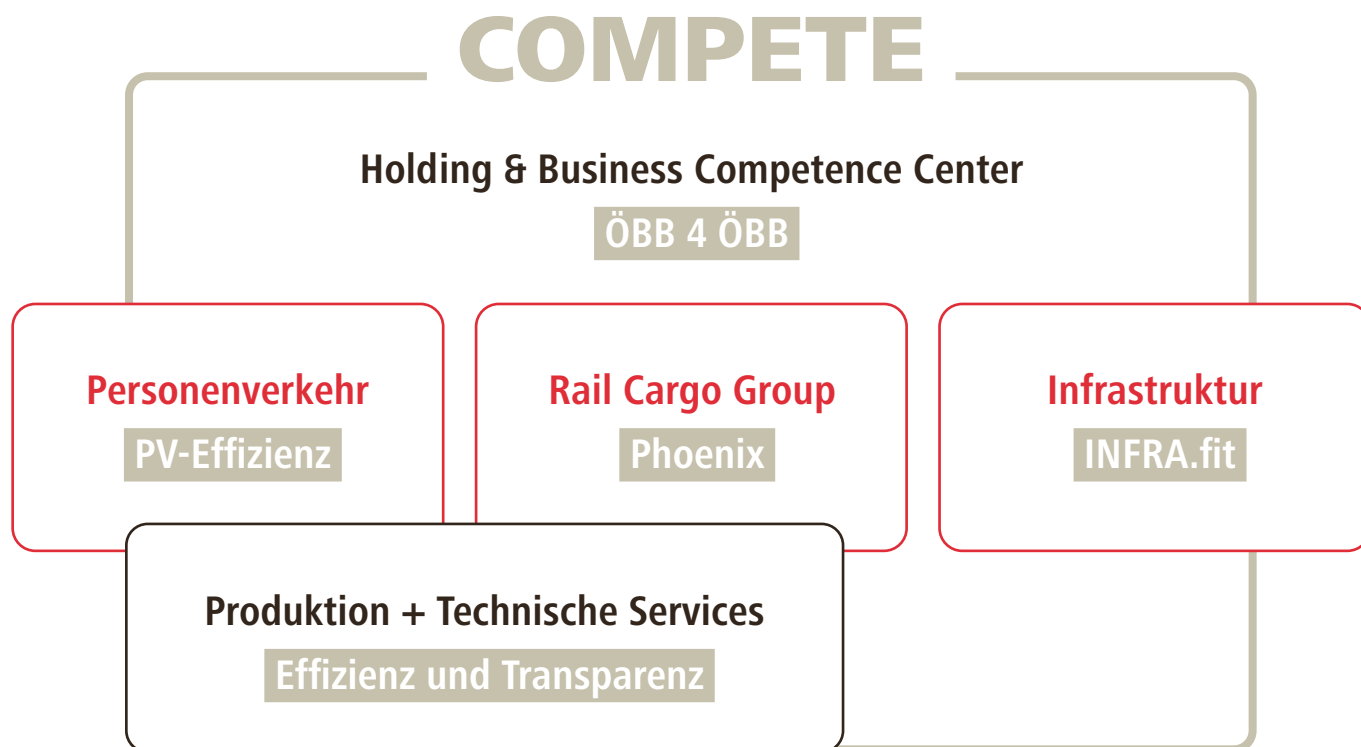 COMPETE
Holding & Business Competence Center
ÖBB 4 ÖBB
Personenverkehr
PV-Effizienz
Rail Cargo Group
Phoenix
Infrastruktur
INFRA.fit
Produktion + Technische Services
Effizienz und Transparenz